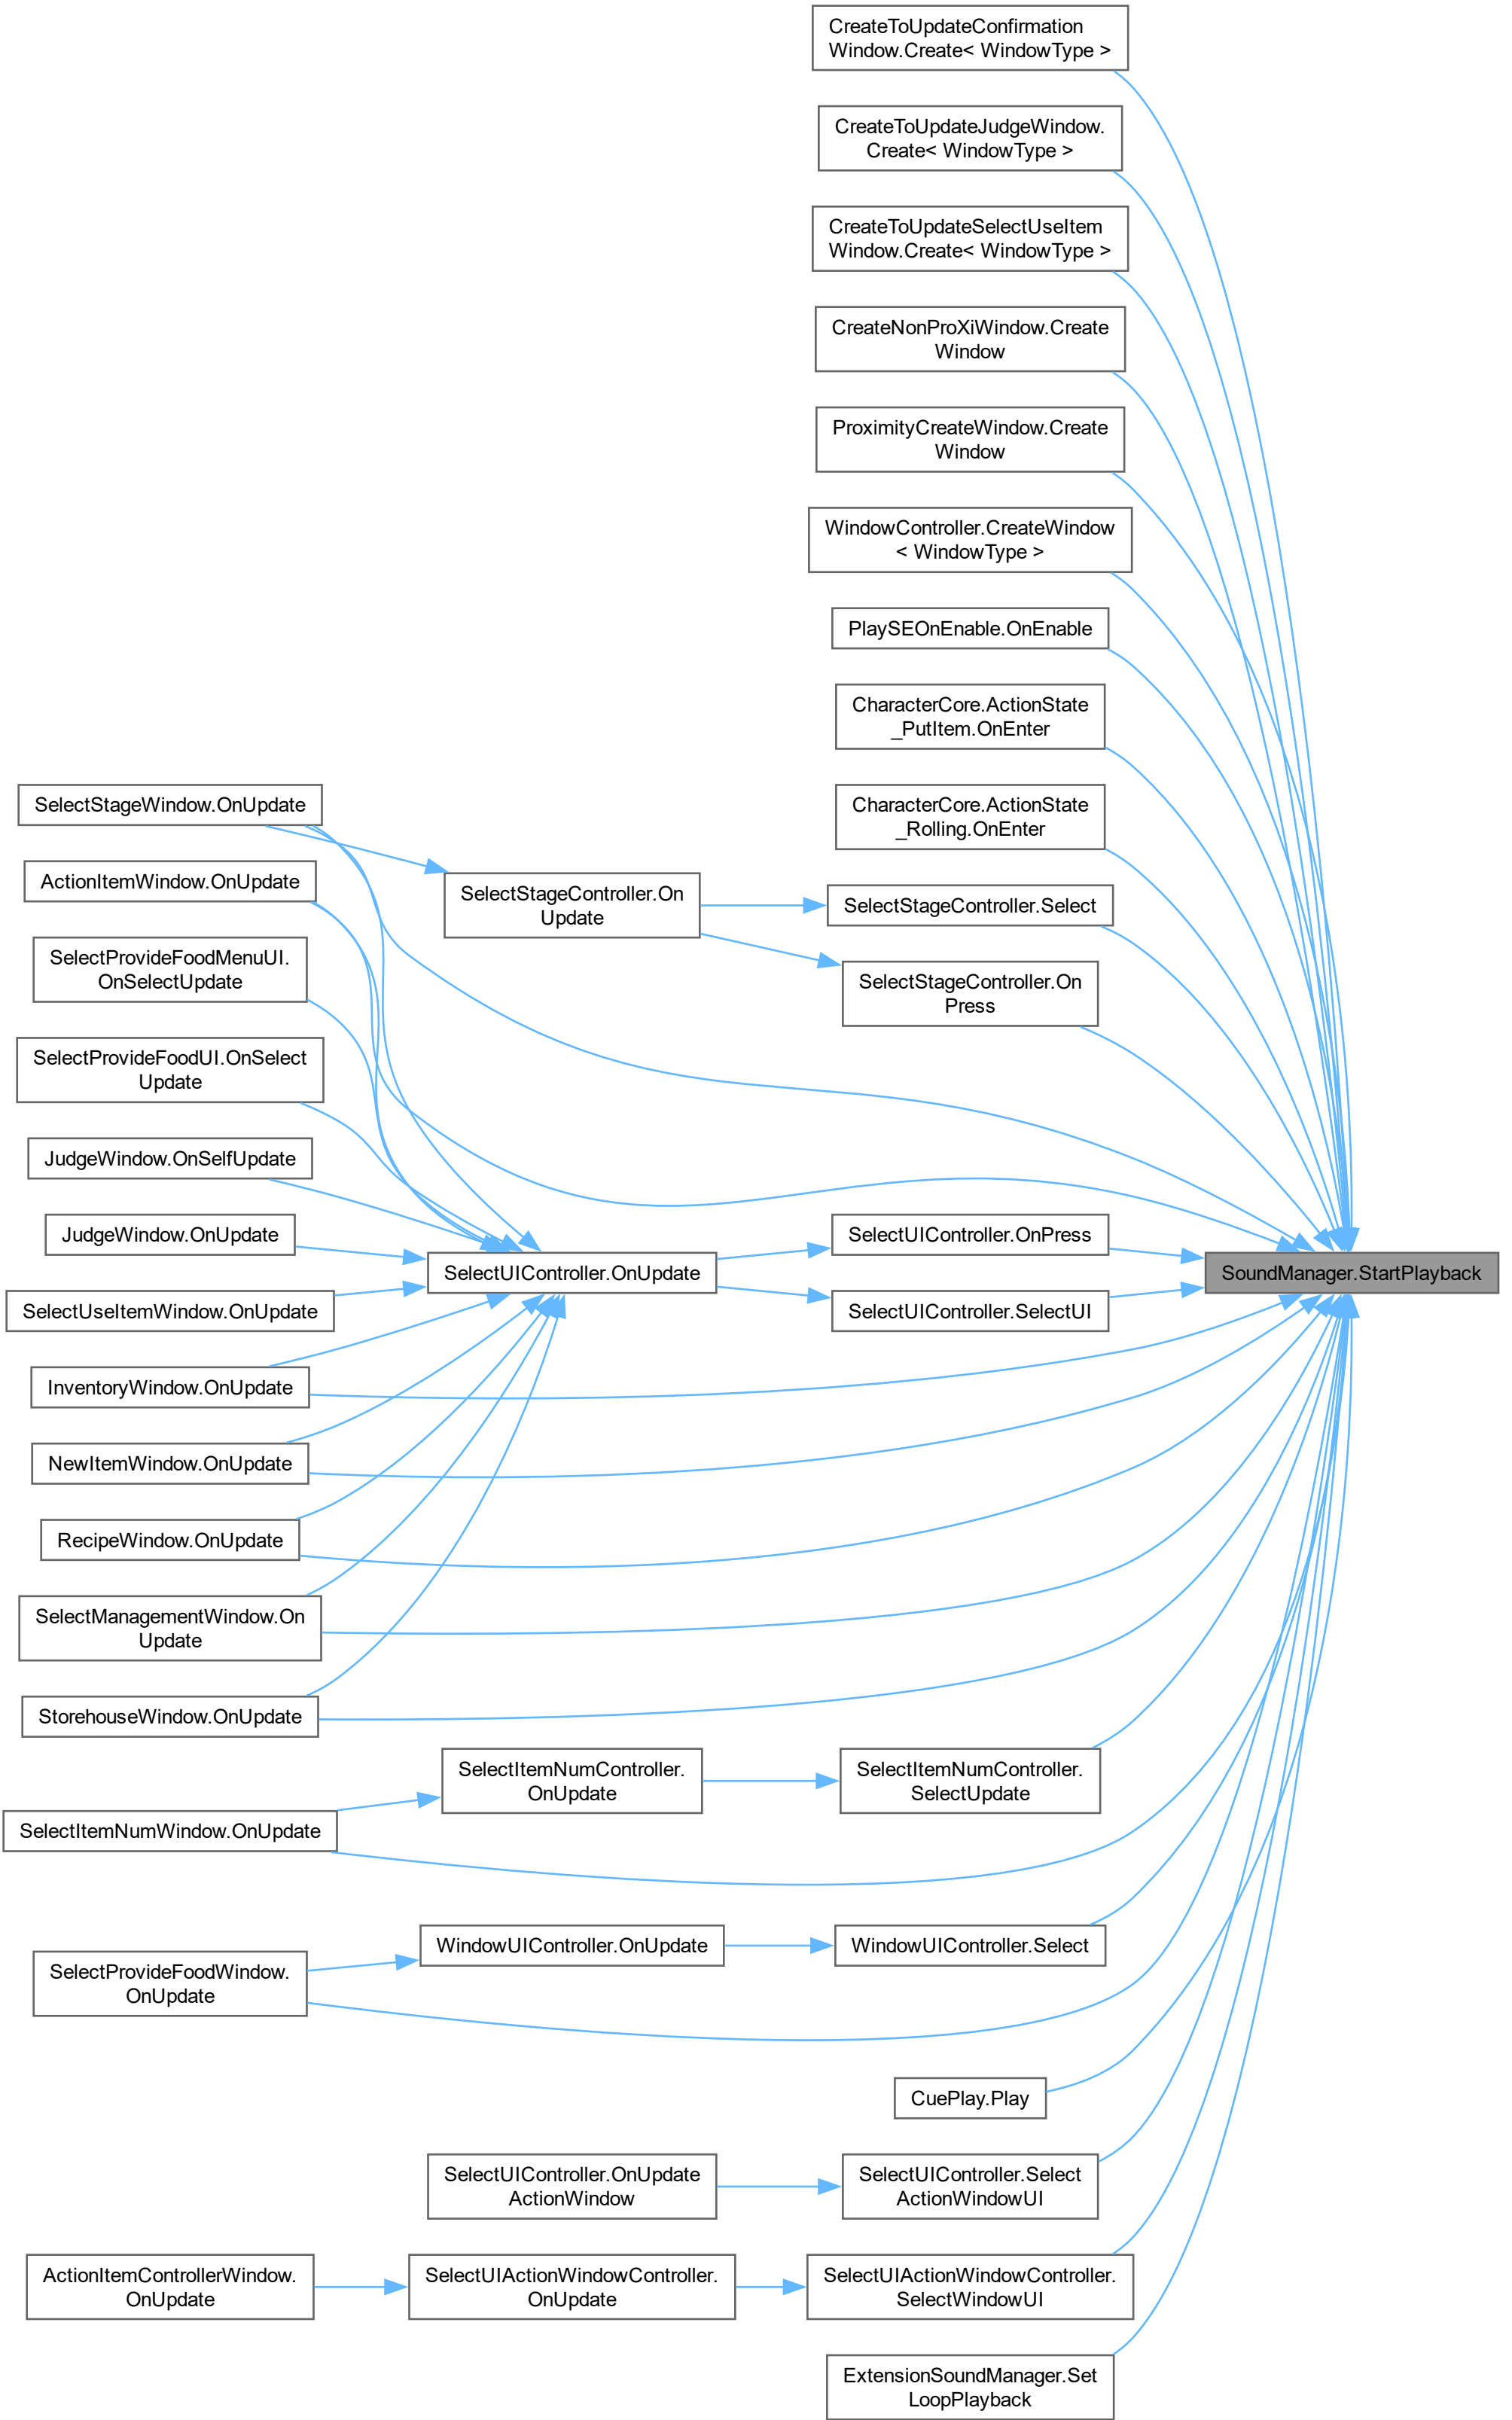 CreateToUpdateConfirmation
Window.Create< WindowType >
CreateToUpdateJudgeWindow.
Create< WindowType >
CreateToUpdateSelectUseItem
Window.Create< WindowType >
CreateNonProXiWindow.Create
Window
ProximityCreateWindow.Create
Window
WindowController.CreateWindow
< WindowType >
PlaySEOnEnable.OnEnable
CharacterCore.ActionState
_PutItem.OnEnter
CharacterCore.ActionState
_Rolling.OnEnter
SelectStageWindow.OnUpdate
ActionItemWindow.OnUpdate
SelectStageController.On
Update
SelectStageController.Select
SelectProvideFoodMenuUI.
OnSelectUpdate
SelectStageController.On
Press
SelectProvideFoodUI.OnSelect
Update
JudgeWindow.OnSelfUpdate
JudgeWindow.OnUpdate
SelectUIController.OnPress
SelectUIController.OnUpdate
SoundManager.StartPlayback
SelectUseItemWindow.OnUpdate
SelectUIController.SelectUI
InventoryWindow.OnUpdate
NewItemWindow.OnUpdate
RecipeWindow.OnUpdate
SelectManagementWindow.On
Update
StorehouseWindow.OnUpdate
SelectItemNumController.
OnUpdate
SelectItemNumController.
SelectUpdate
SelectItemNumWindow.OnUpdate
WindowUIController.OnUpdate
WindowUIController.Select
SelectProvideFoodWindow.
OnUpdate
CuePlay.Play
SelectUIController.OnUpdate
ActionWindow
SelectUIController.Select
ActionWindowUI
ActionItemControllerWindow.
OnUpdate
SelectUIActionWindowController.
OnUpdate
SelectUIActionWindowController.
SelectWindowUI
ExtensionSoundManager.Set
LoopPlayback